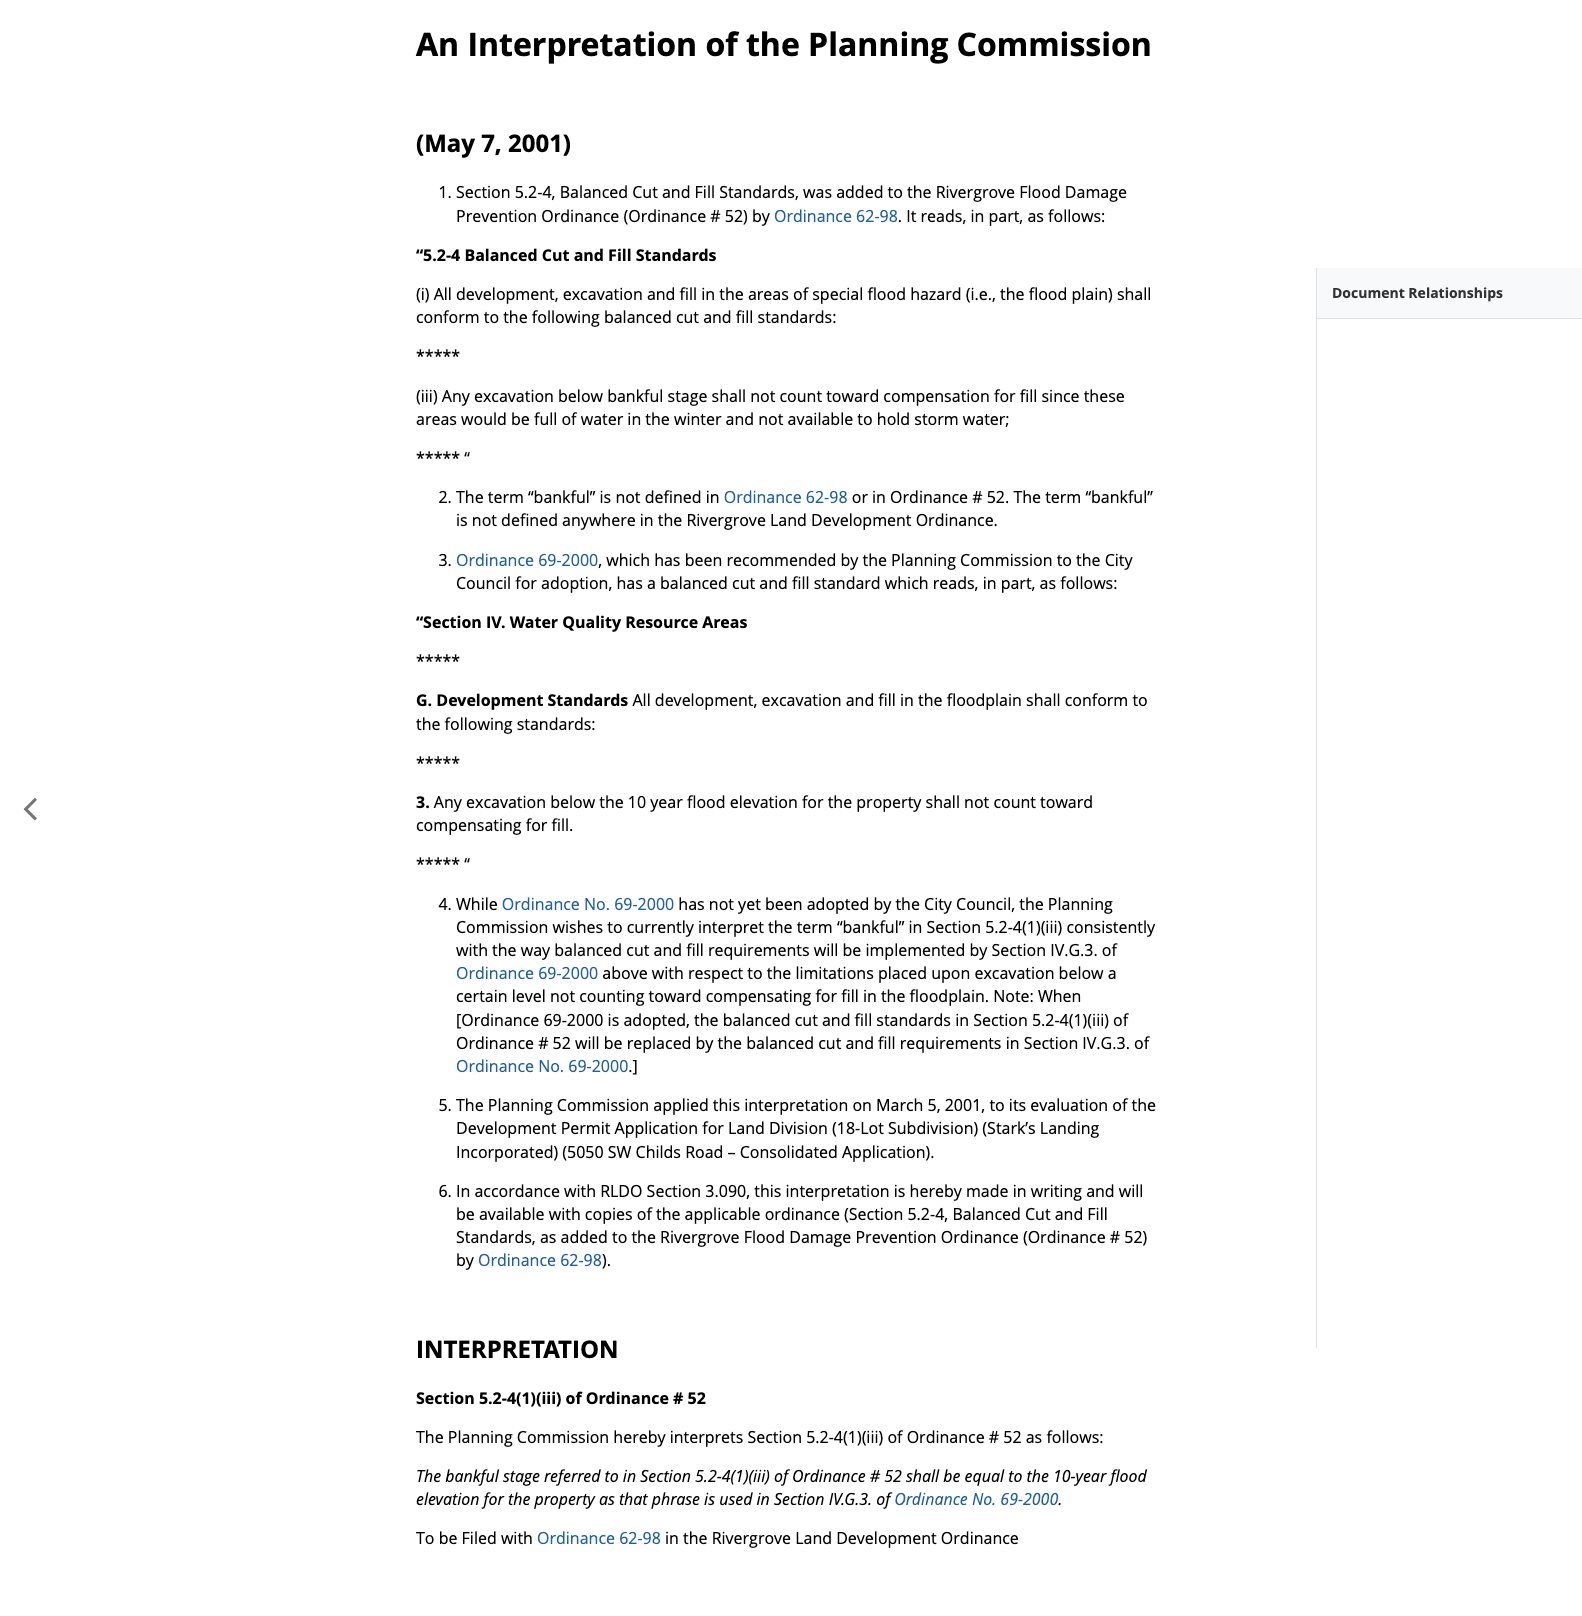 An Interpretation of the Planning Commission
(May 7, 2001)
1. Section 5.2-4, Balanced Cut and Fill Standards, was added to the Rivergrove Flood Damage
Prevention Ordinance (Ordinance # 52) by Ordinance 62-98. It reads, in part, as follows:
“5.2-4 Balanced Cut and Fill Standards
(i) All development, excavation and fill in the areas of special flood hazard (i.e., the flood plain) shall
conform to the following balanced cut and fill standards:
*****
(iii) Any excavation below bankful stage shall not count toward compensation for fill since these
areas would be full of water in the winter and not available to hold storm water;
***** “
2. The term “bankful” is not defined in Ordinance 62-98 or in Ordinance # 52. The term “bankful”
is not defined anywhere in the Rivergrove Land Development Ordinance.
3. Ordinance 69-2000, which has been recommended by the Planning Commission to the City
Council for adoption, has a balanced cut and fill standard which reads, in part, as follows:
“Section IV. Water Quality Resource Areas
*****
G. Development Standards All development, excavation and fill in the floodplain shall conform to
the following standards:
*****
3. Any excavation below the 10 year flood elevation for the property shall not count toward
compensating for fill.
***** “
4. While Ordinance No. 69-2000 has not yet been adopted by the City Council, the Planning
Commission wishes to currently interpret the term “bankful” in Section 5.2-4(1)(iii) consistently
with the way balanced cut and fill requirements will be implemented by Section IV.G.3. of
Ordinance 69-2000 above with respect to the limitations placed upon excavation below a
certain level not counting toward compensating for fill in the floodplain. Note: When
[Ordinance 69-2000 is adopted, the balanced cut and fill standards in Section 5.2-4(1)(iii) of
Ordinance # 52 will be replaced by the balanced cut and fill requirements in Section IV.G.3. of
Ordinance No. 69-2000.]
5. The Planning Commission applied this interpretation on March 5, 2001, to its evaluation of the
Development Permit Application for Land Division (18-Lot Subdivision) (Stark’s Landing
Incorporated) (5050 SW Childs Road – Consolidated Application).
6. In accordance with RLDO Section 3.090, this interpretation is hereby made in writing and will
be available with copies of the applicable ordinance (Section 5.2-4, Balanced Cut and Fill
Standards, as added to the Rivergrove Flood Damage Prevention Ordinance (Ordinance # 52)
by Ordinance 62-98).
INTERPRETATION
Section 5.2-4(1)(iii) of Ordinance # 52
The Planning Commission hereby interprets Section 5.2-4(1)(iii) of Ordinance # 52 as follows:
The bankful stage referred to in Section 5.2-4(1)(iii) of Ordinance # 52 shall be equal to the 10-year flood
elevation for the property as that phrase is used in Section IV.G.3. of Ordinance No. 69-2000.
To be Filed with Ordinance 62-98 in the Rivergrove Land Development Ordinance
Document Relationships